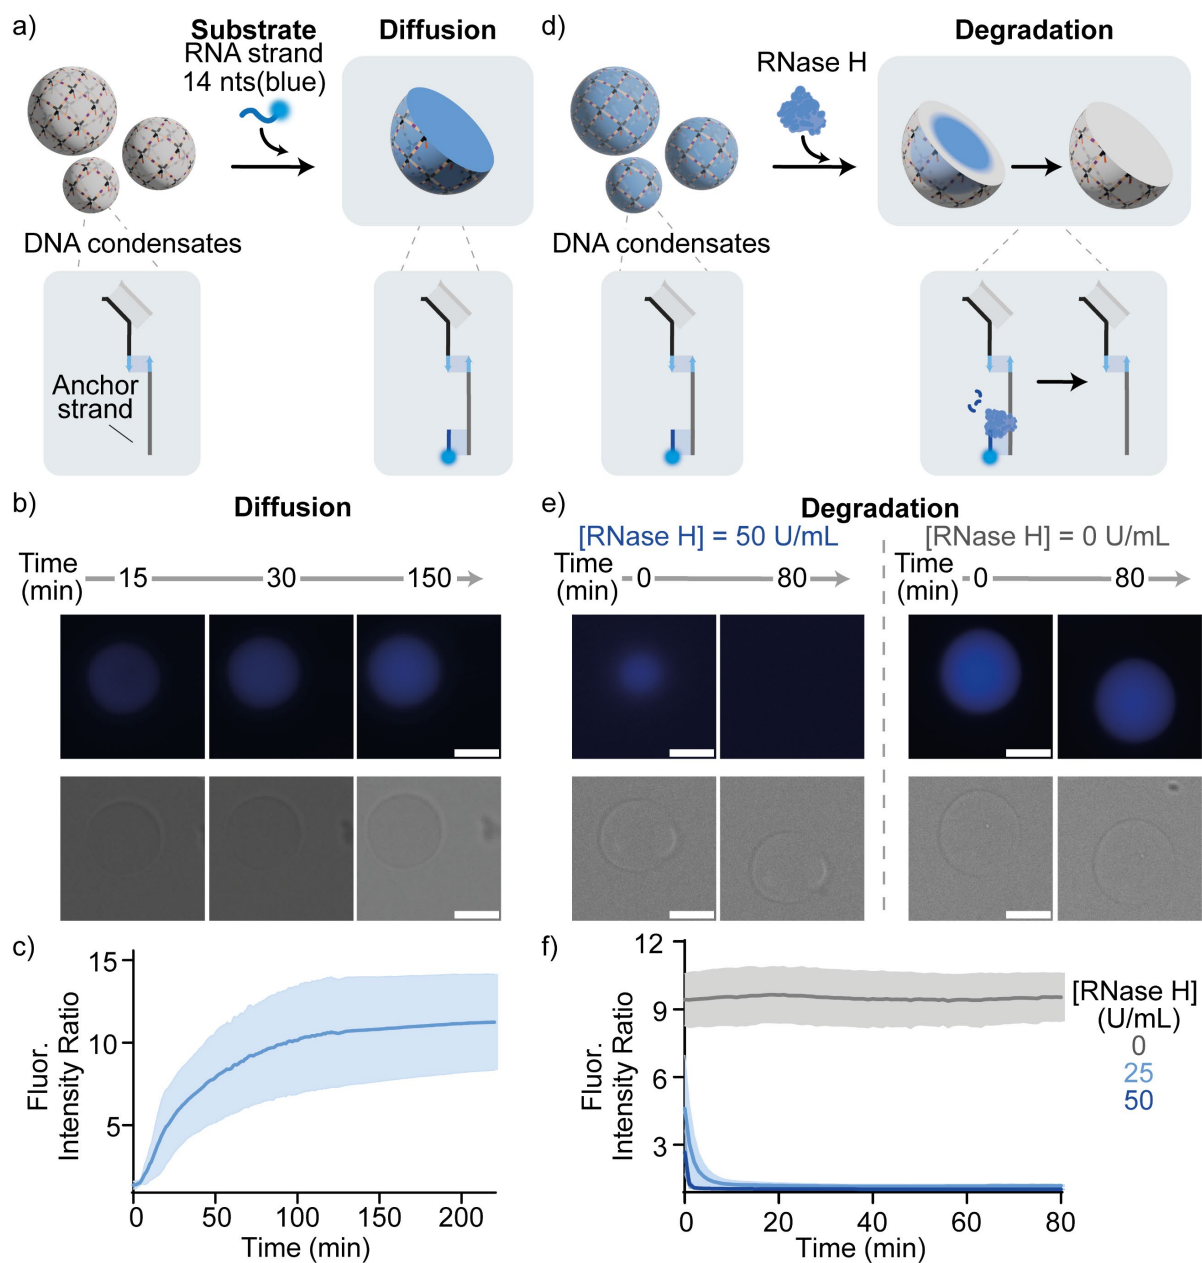 a)
Substrate
RNA strand
14 nts(blue)
Diffusion
DNA condensates
Anchor
strand
d)
RNase H
Degradation
DNA condensates
b)
Diffusion
Time
(min)
15
30
150
e)
Degradation
[RNase H] = 50 U/mL
[RNase H] = 0 U/mL
Time
(min)
0
80
Time
(min)
0
80
c)
Fluor.
Intensity Ratio
15
10
5
0
50
100
150
200
Time (min)
f)
Fluor.
Intensity Ratio
12
9
6
3
0
20
40
60
80
Time (min)
[RNase H]
(U/mL)
0
25
50